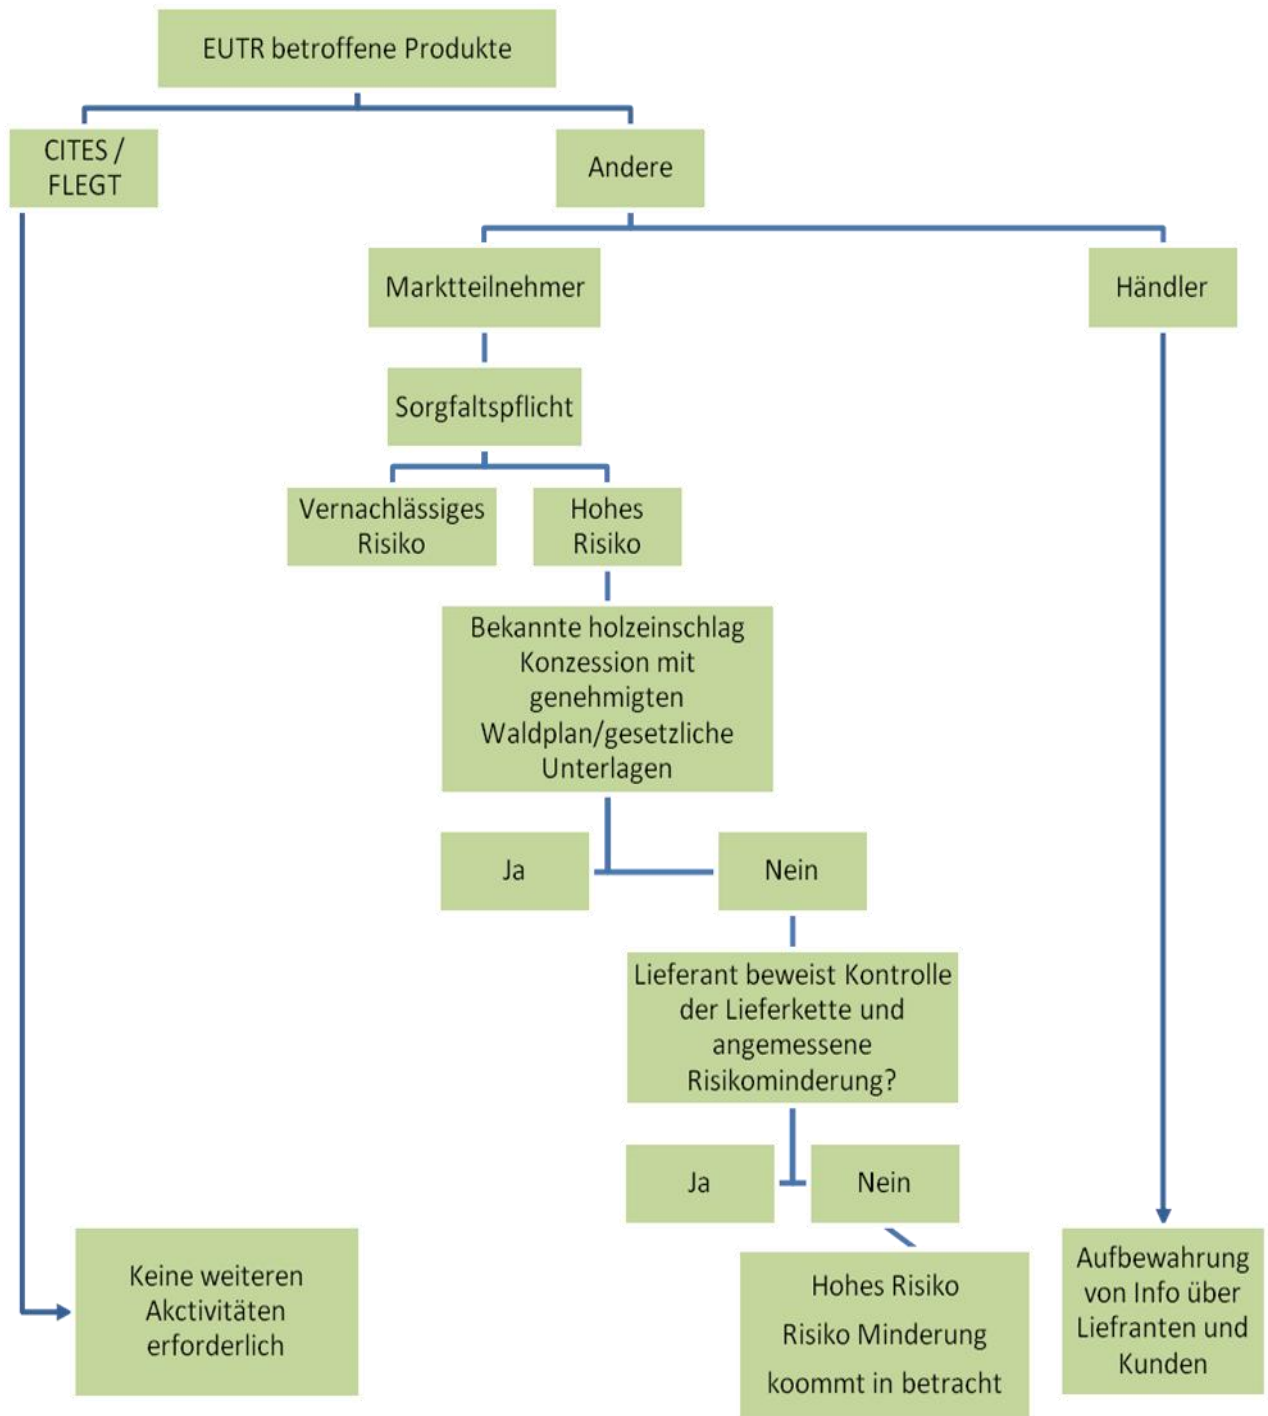 EUTR betroffene Produkte
CITES /
FLEGT
Andere
Marktteilnehmer
Händler
Sorgfaltspflicht
Vernachlässiges
Risiko
Hohes
Risiko
Bekannte holzeinschlag
Konzession mit
genehmigten
Waldplan/gesetzliche
Unterlagen
Ja
Nein
Lieferant beweist Kontrolle
der Lieferkette und
angemessene
Risikominderung?
Ja
Nein
Keine weiteren
Akctivitäten
erforderlich
Hohes Risiko
Risiko Minderung
koommt in betracht
Aufbewahrung
von Info über
Liefranten und
Kunden